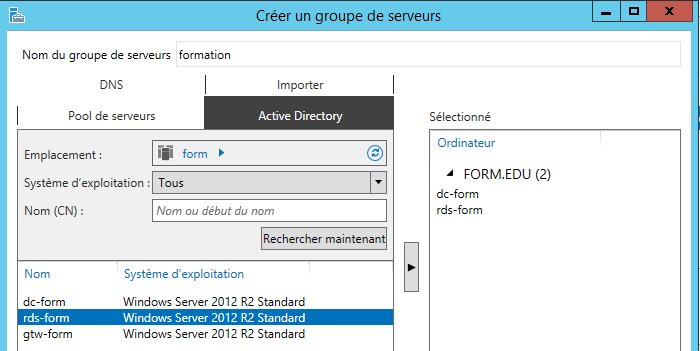 Créer un groupe de serveurs
Nom du groupe de serveurs formation
DNS Importer
Pool de serveurs Active Directory
Emplacement : form
Système d'exploitation : Tous
Nom (CN) : Nom ou début du nom
Rechercher maintenant
Nom Système d'exploitation
dc-form Windows Server 2012 R2 Standard
rds-form Windows Server 2012 R2 Standard
gtw-form Windows Server 2012 R2 Standard
Sélectionné
Ordinateur
FORM.EDU (2)
dc-form
rds-form